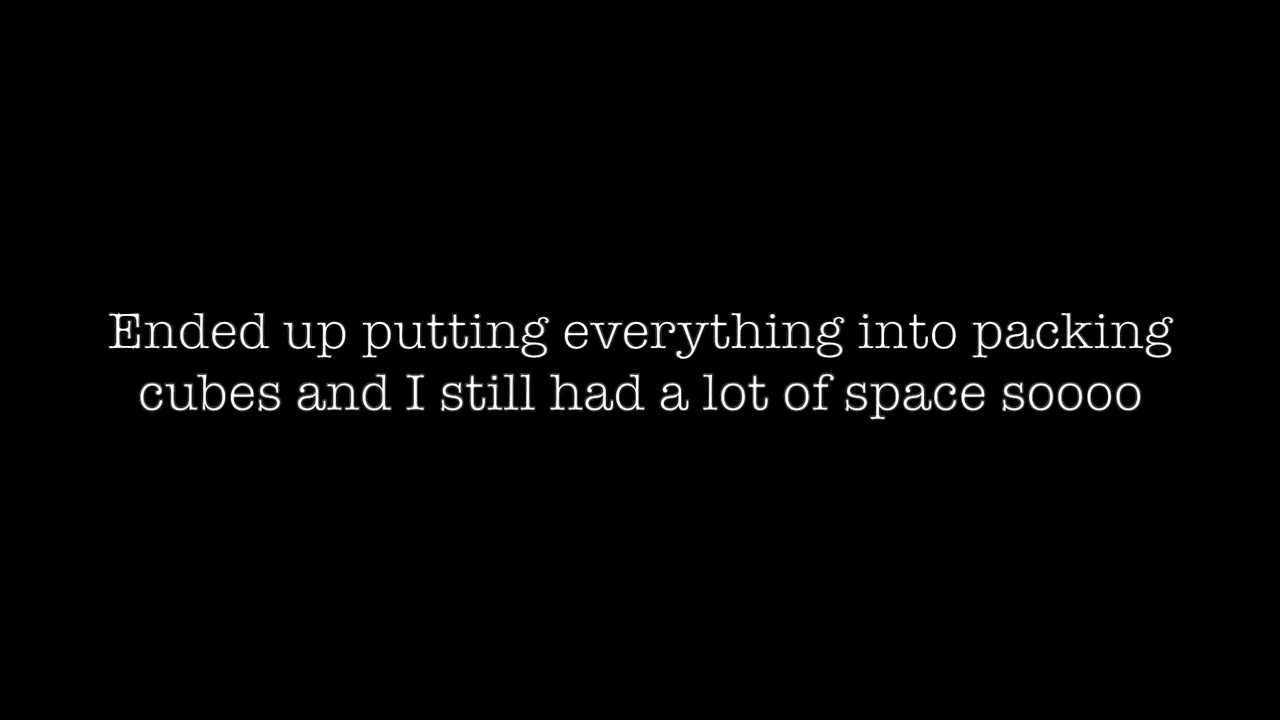 Ended up putting everything into packing
cubes and I still had a lot of space soooo